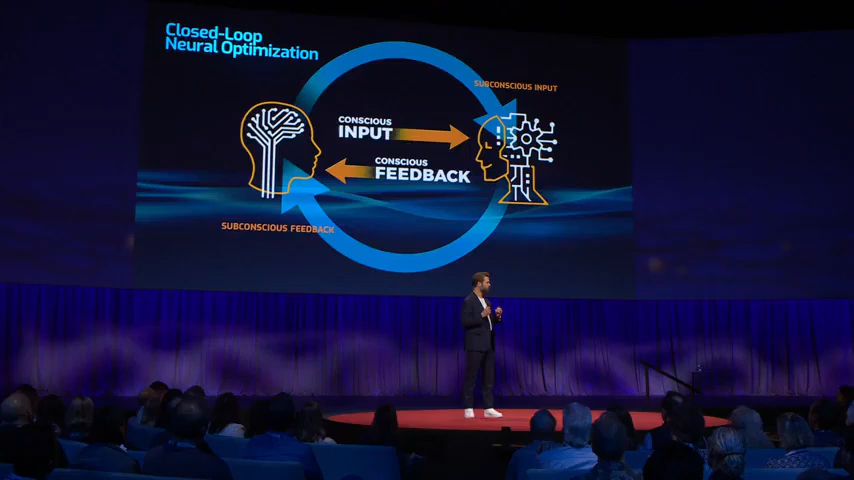 Closed-Loop
Neural Optimization
SUBCONSCIOUS INPUT
CONSCIOUS
INPUT
CONSCIOUS
FEEDBACK
SUBCONSCIOUS FEEDBACK